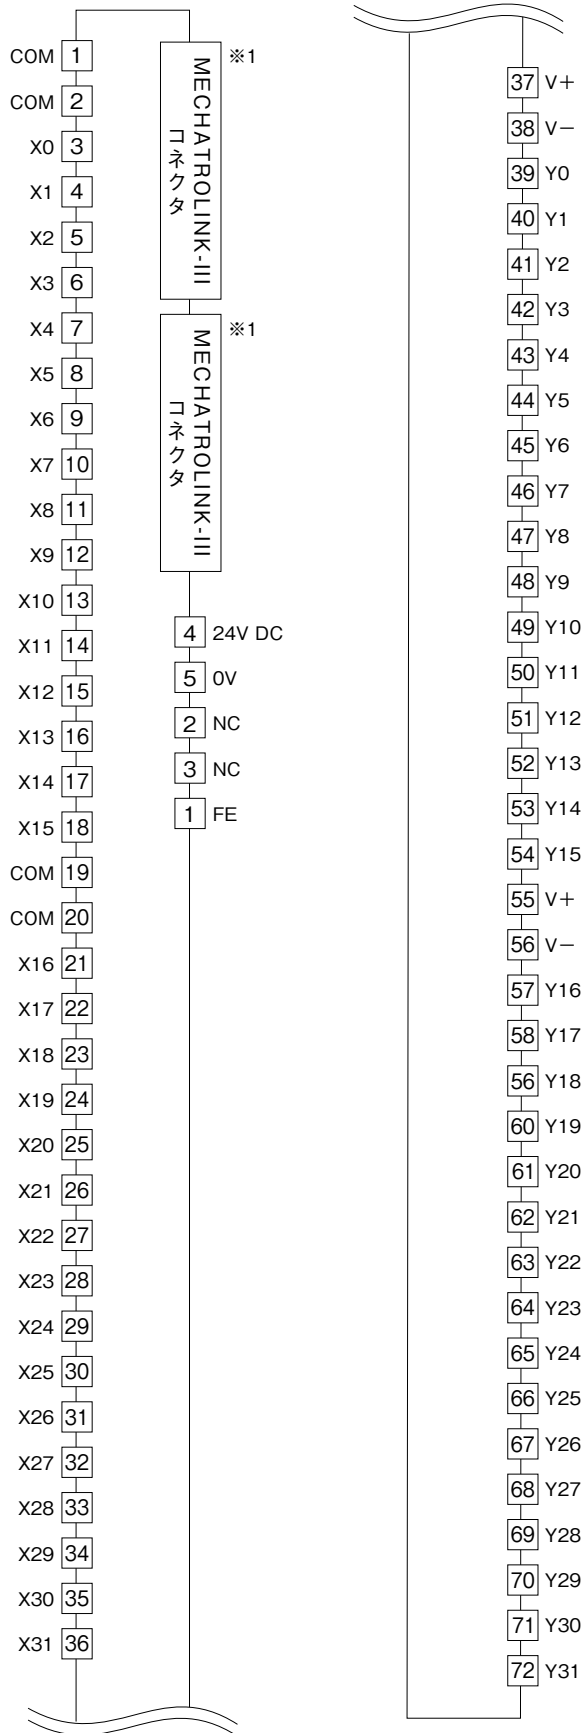 COM 1
COM 2
X0 3
X1 4
X2 5
X3 6
X4 7
X5 8
X6 9
X7 10
X8 11
X9 12
X10 13
X11 14
X12 15
X13 16
X14 17
X15 18
COM 19
COM 20
X16 21
X17 22
X18 23
X19 24
X20 25
X21 26
X22 27
X23 28
X24 29
X25 30
X26 31
X27 32
X28 33
X29 34
X30 35
X31 36
MECHATROLINK-III
コネクタ
※1
MECHATROLINK-III
コネクタ
※1
4 24V DC
5 0V
2 NC
3 NC
1 FE
37 V+
38 V−
39 Y0
40 Y1
41 Y2
42 Y3
43 Y4
44 Y5
45 Y6
46 Y7
47 Y8
48 Y9
49 Y10
50 Y11
51 Y12
52 Y13
53 Y14
54 Y15
55 V+
56 V−
57 Y16
58 Y17
56 Y18
60 Y19
61 Y20
62 Y21
63 Y22
64 Y23
65 Y24
66 Y25
67 Y26
68 Y27
69 Y28
70 Y29
71 Y30
72 Y31